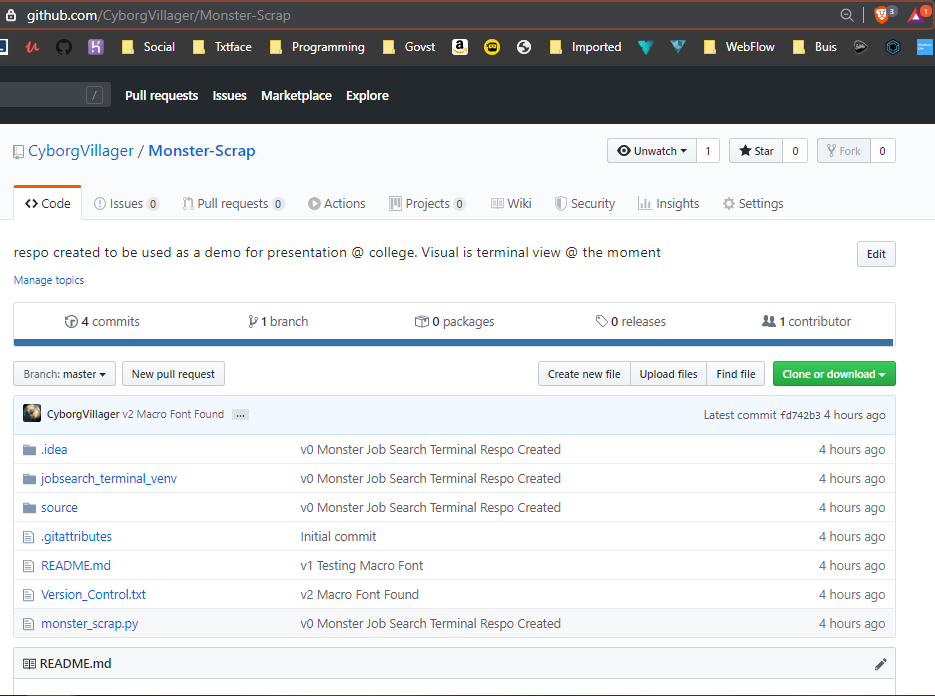 github.com/CyborgVillager/Monster-Scrap 3 1
Social Txtface Programming Govst a Imported WebFlow Buis
/ Pull requests Issues Marketplace Explore
CyborgVillager / Monster-Scrap Unwatch 1 Star 0 Fork 0
Code Issues 0 Pull requests 0 Actions Projects 0 Wiki Security Insights Settings
respo created to be used as a demo for presentation @ college. Visual is terminal view @ the moment Edit
Manage topics
4 commits 1 branch 0 packages 0 releases 1 contributor
Branch: master New pull request Create new file Upload files Find file Clone or download
CyborgVillager v2 Macro Font Found ... Latest commit fd742b3 4 hours ago
.idea v0 Monster Job Search Terminal Respo Created 4 hours ago
jobsearch_terminal_venv v0 Monster Job Search Terminal Respo Created 4 hours ago
source v0 Monster Job Search Terminal Respo Created 4 hours ago
.gitattributes Initial commit 4 hours ago
README.md v1 Testing Macro Font 4 hours ago
Version_Control.txt v2 Macro Font Found 4 hours ago
monster_scrap.py v0 Monster Job Search Terminal Respo Created 4 hours ago
README.md